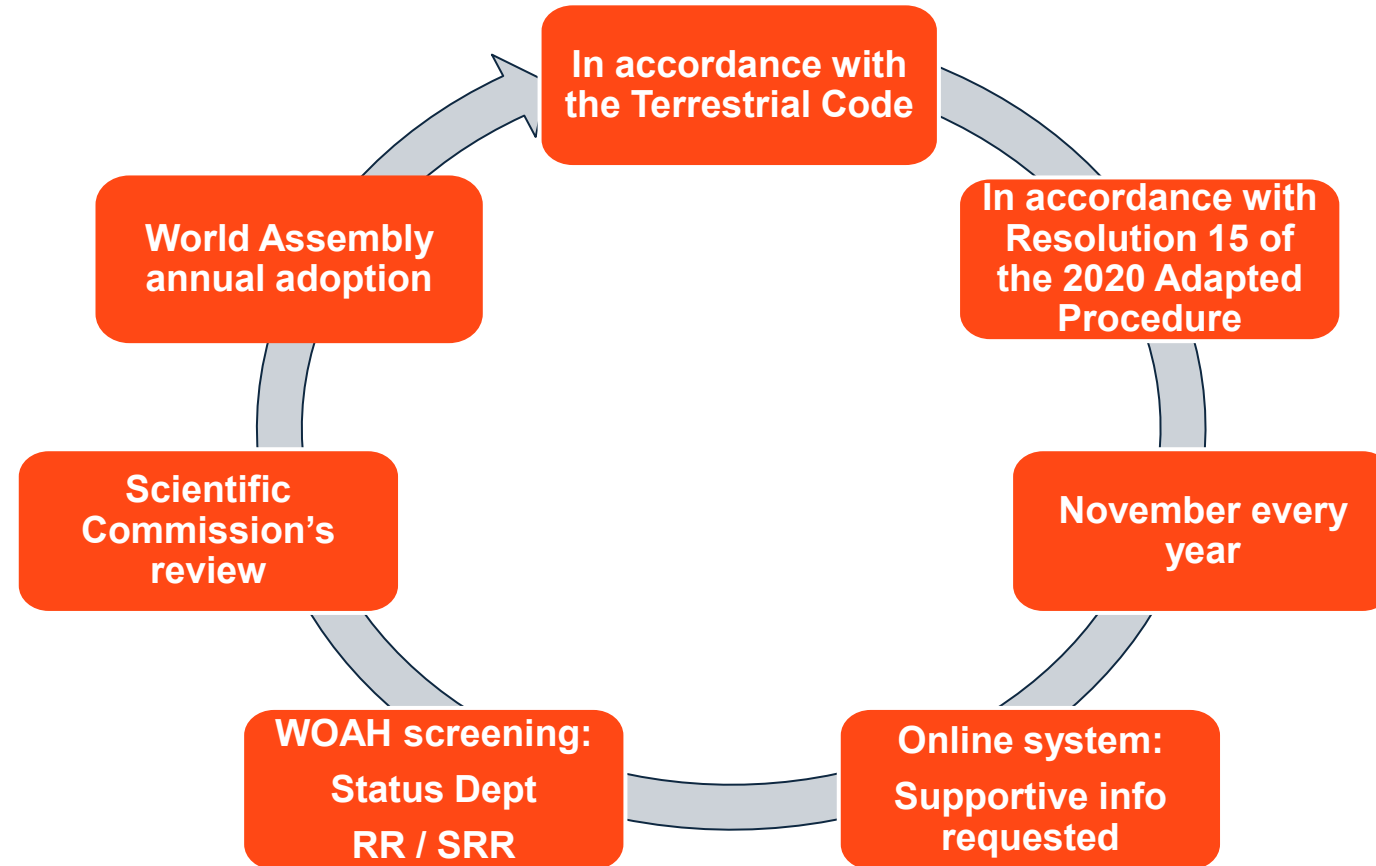 In accordance with
the Terrestrial Code
In accordance with
Resolution 15 of
the 2020 Adapted
Procedure
November every
year
Online system:
Supportive info
requested
WOAH screening:
Status Dept
RR / SRR
Scientific
Commission’s
review
World Assembly
annual adoption